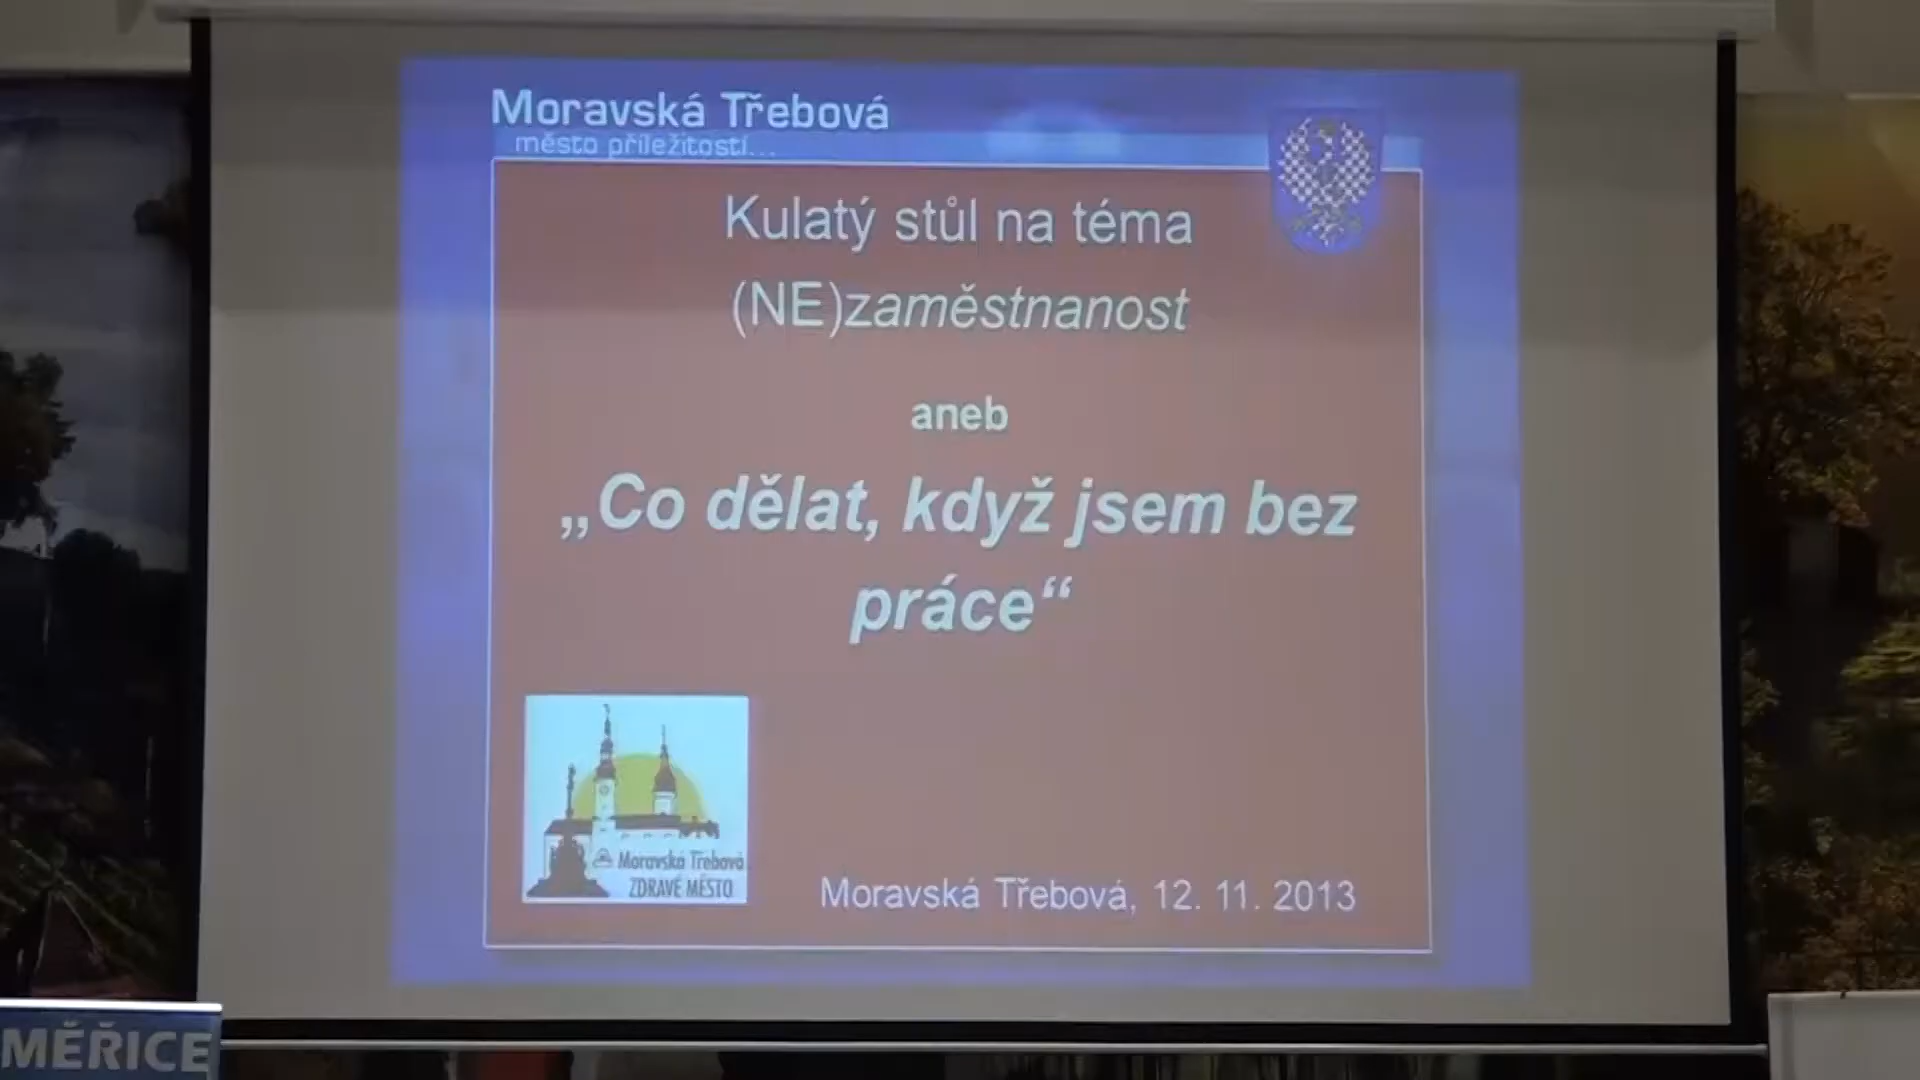 Moravská Třebová
město příležitostí...
Kulatý stůl na téma
(NE)zaměstnanost
aneb
„Co dělat, když jsem bez
práce“
Moravská Třebová
ZDRAVÉ MĚSTO
Moravská Třebová, 12. 11. 2013
MĚŘICE